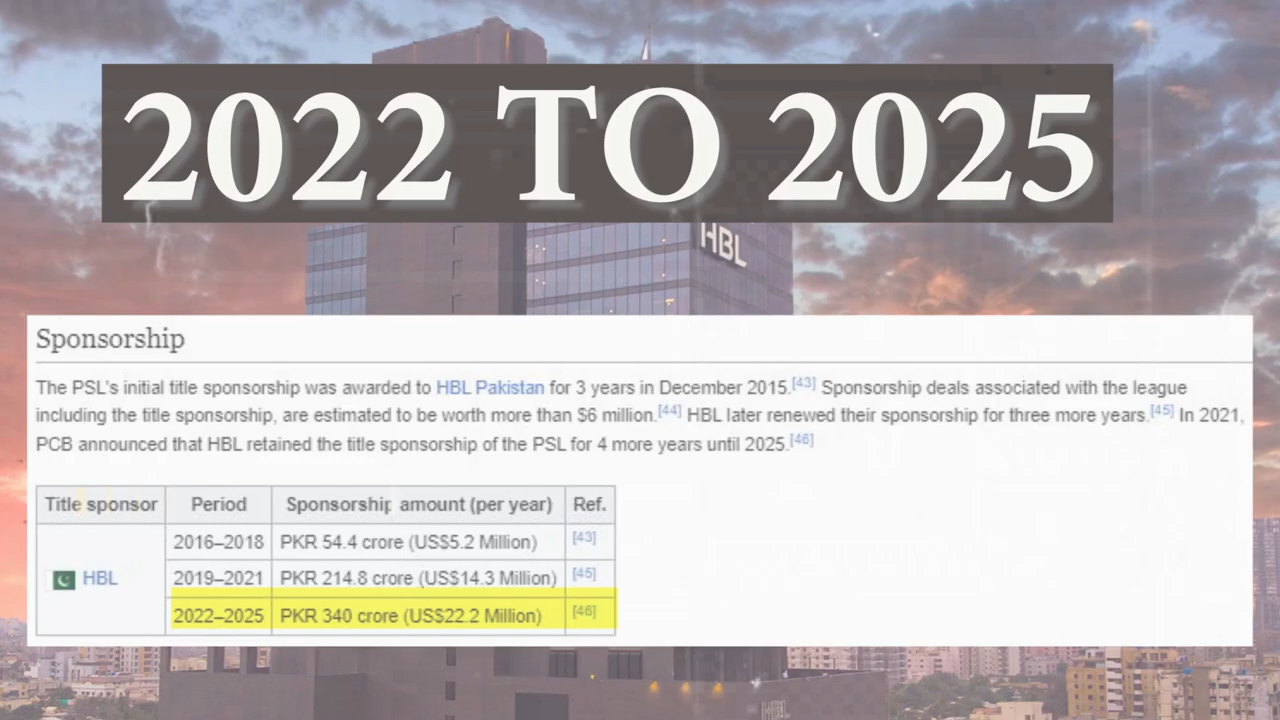 2022 TO 2025
HBL
Sponsorship
The PSL's initial title sponsorship was awarded to HBL Pakistan for 3 years in December 2015.[43] Sponsorship deals associated with the league
including the title sponsorship, are estimated to be worth more than $6 million.[44] HBL later renewed their sponsorship for three more years.[45] In 2021,
PCB announced that HBL retained the title sponsorship of the PSL for 4 more years until 2025.[46]
Title sponsor Period Sponsorship amount (per year) Ref.
2016–2018 PKR 54.4 crore (US$5.2 Million) [43]
HBL 2019–2021 PKR 214.8 crore (US$14.3 Million) [45]
2022–2025 PKR 340 crore (US$22.2 Million) [46]
HBL